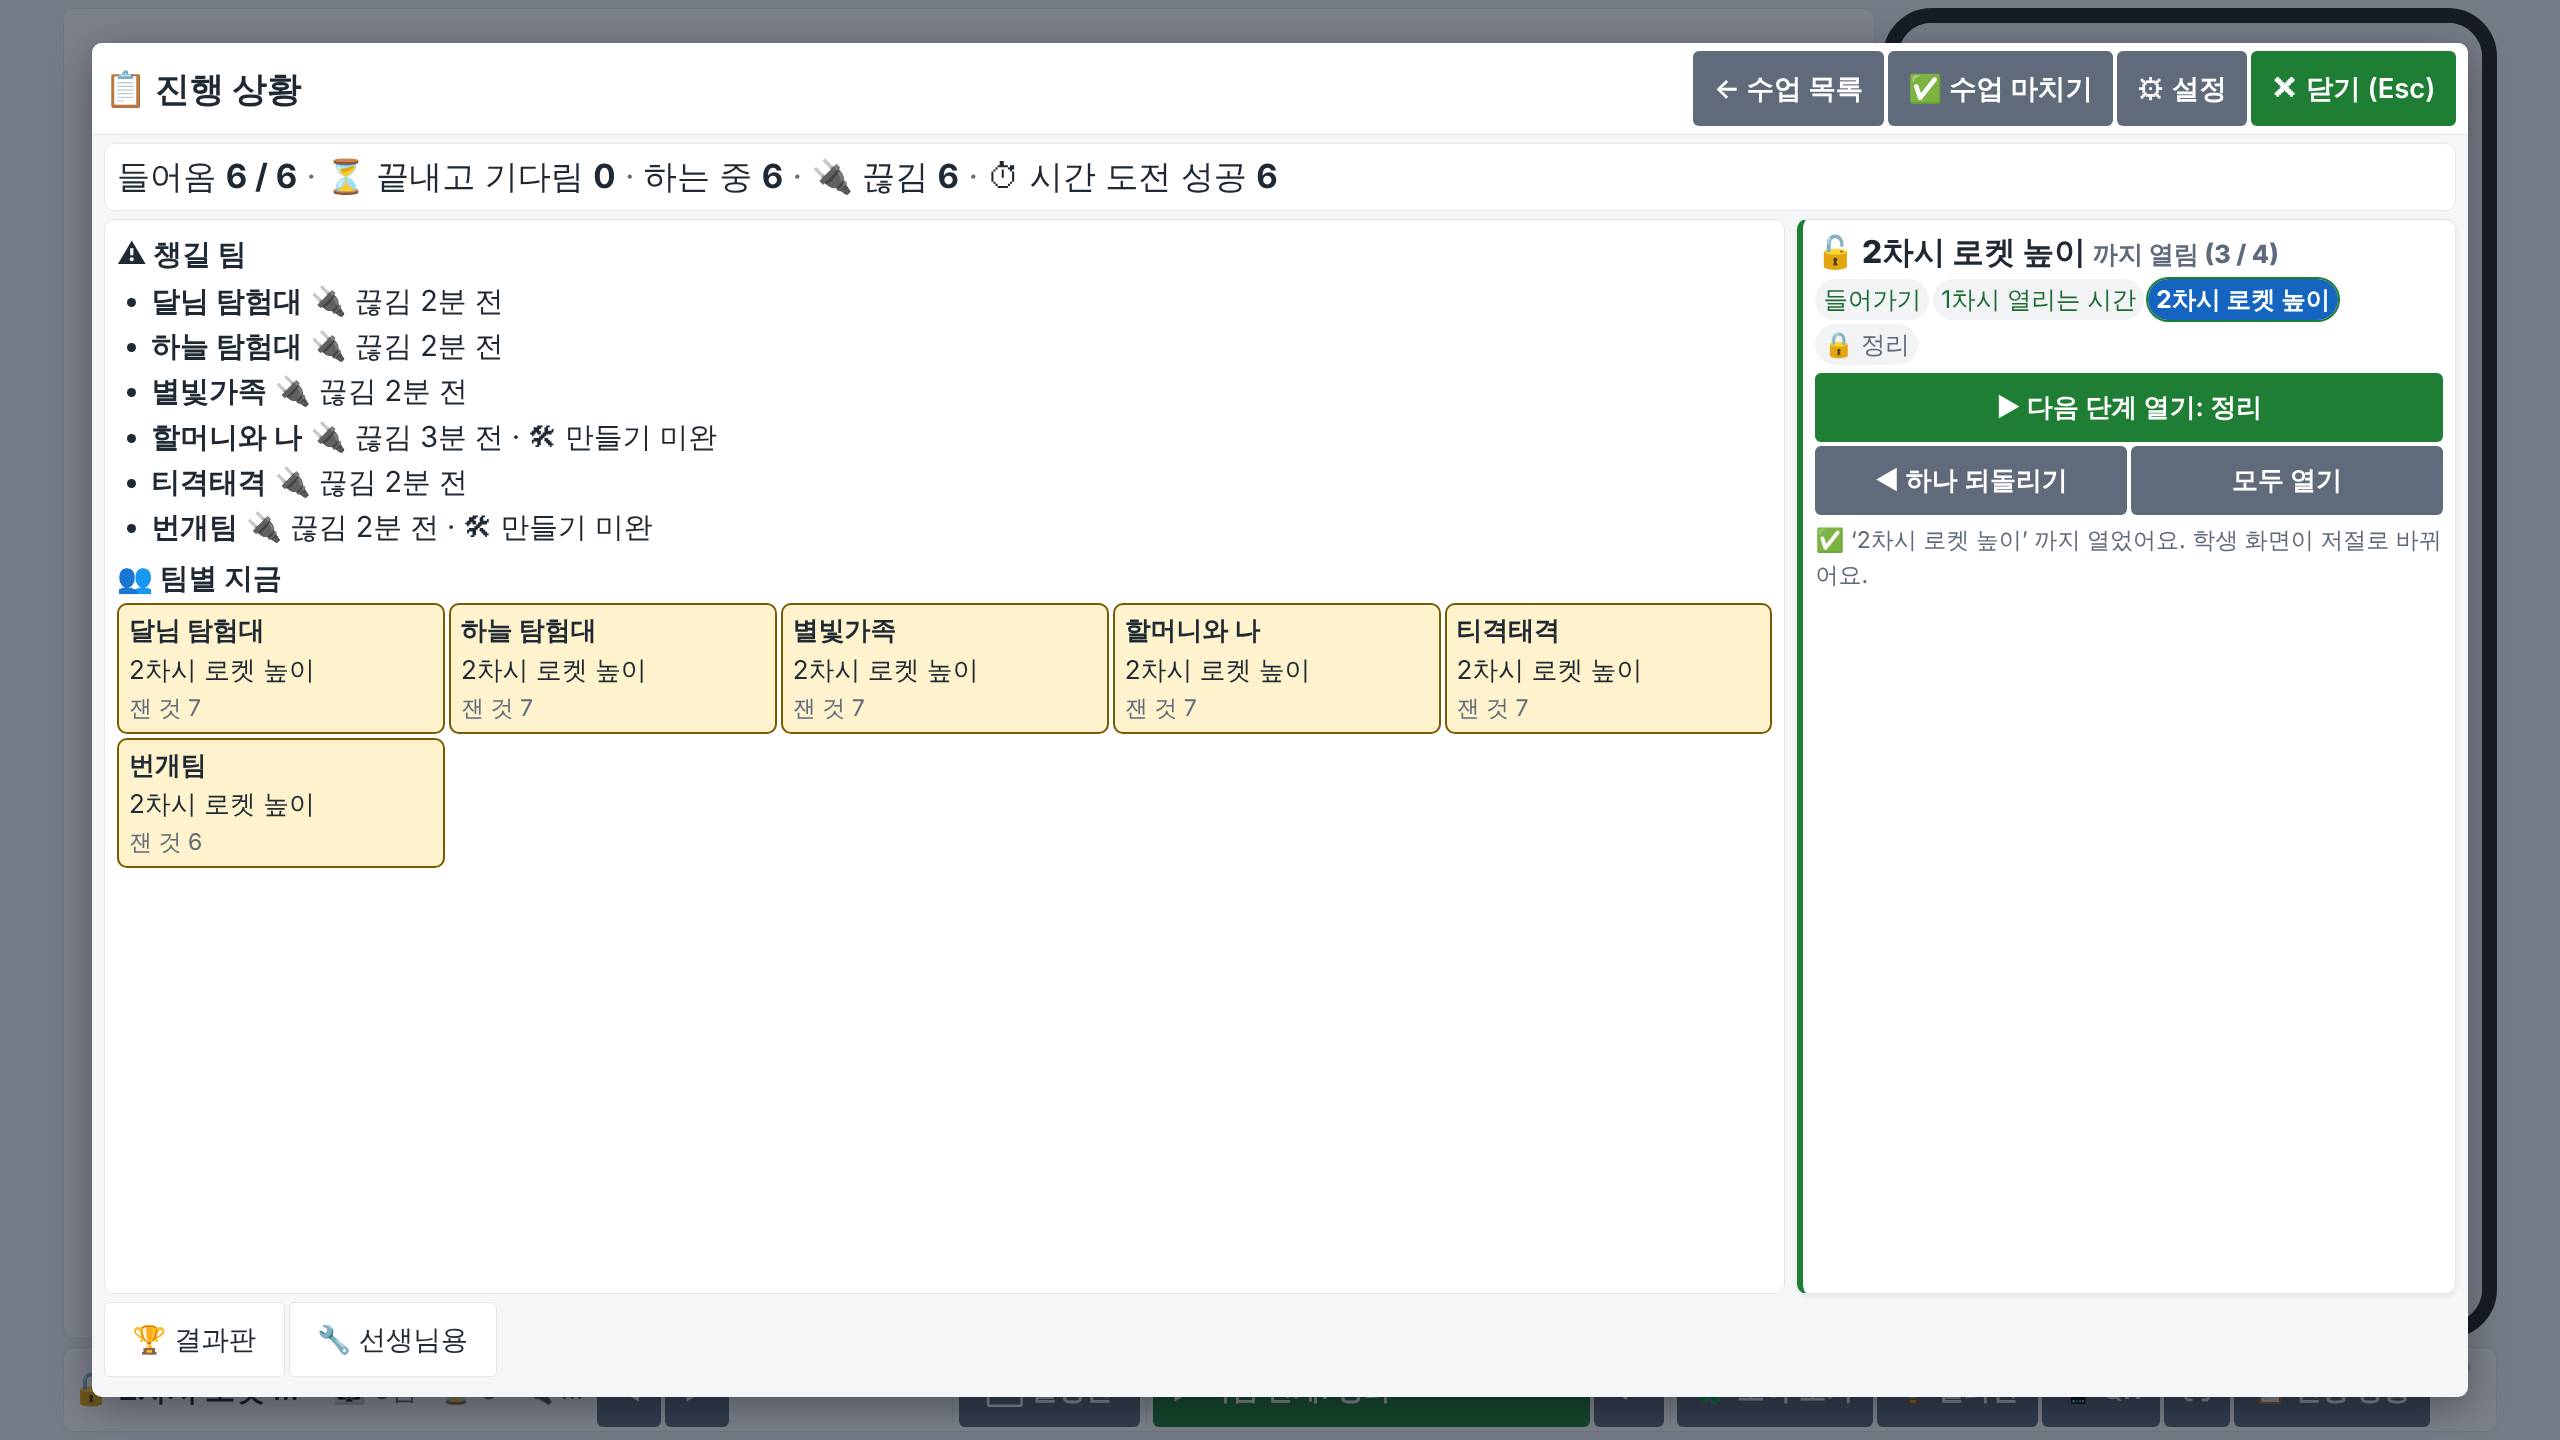 📋 진행 상황
← 수업 목록
✅ 수업 마치기
⚙ 설정
✖ 닫기 (Esc)
들어옴 6 / 6 · ⏳ 끝내고 기다림 0 · 하는 중 6 · 🔌 끊김 6 · ⏱ 시간 도전 성공 6
⚠ 챙길 팀
• 달님 탐험대 🔌 끊김 2분 전
• 하늘 탐험대 🔌 끊김 2분 전
• 별빛가족 🔌 끊김 2분 전
• 할머니와 나 🔌 끊김 3분 전 · 🛠 만들기 미완
• 티격태격 🔌 끊김 2분 전
• 번개팀 🔌 끊김 2분 전 · 🛠 만들기 미완
👥 팀별 지금
달님 탐험대
2차시 로켓 높이
잰 것 7
하늘 탐험대
2차시 로켓 높이
잰 것 7
별빛가족
2차시 로켓 높이
잰 것 7
할머니와 나
2차시 로켓 높이
잰 것 7
티격태격
2차시 로켓 높이
잰 것 7
번개팀
2차시 로켓 높이
잰 것 6
🔓 2차시 로켓 높이 까지 열림 (3 / 4)
들어가기 1차시 열리는 시간 2차시 로켓 높이
🔒 정리
▶ 다음 단계 열기: 정리
◀ 하나 되돌리기
모두 열기
✅ ‘2차시 로켓 높이’ 까지 열었어요. 학생 화면이 저절로 바뀌
어요.
🏆 결과판
🔧 선생님용